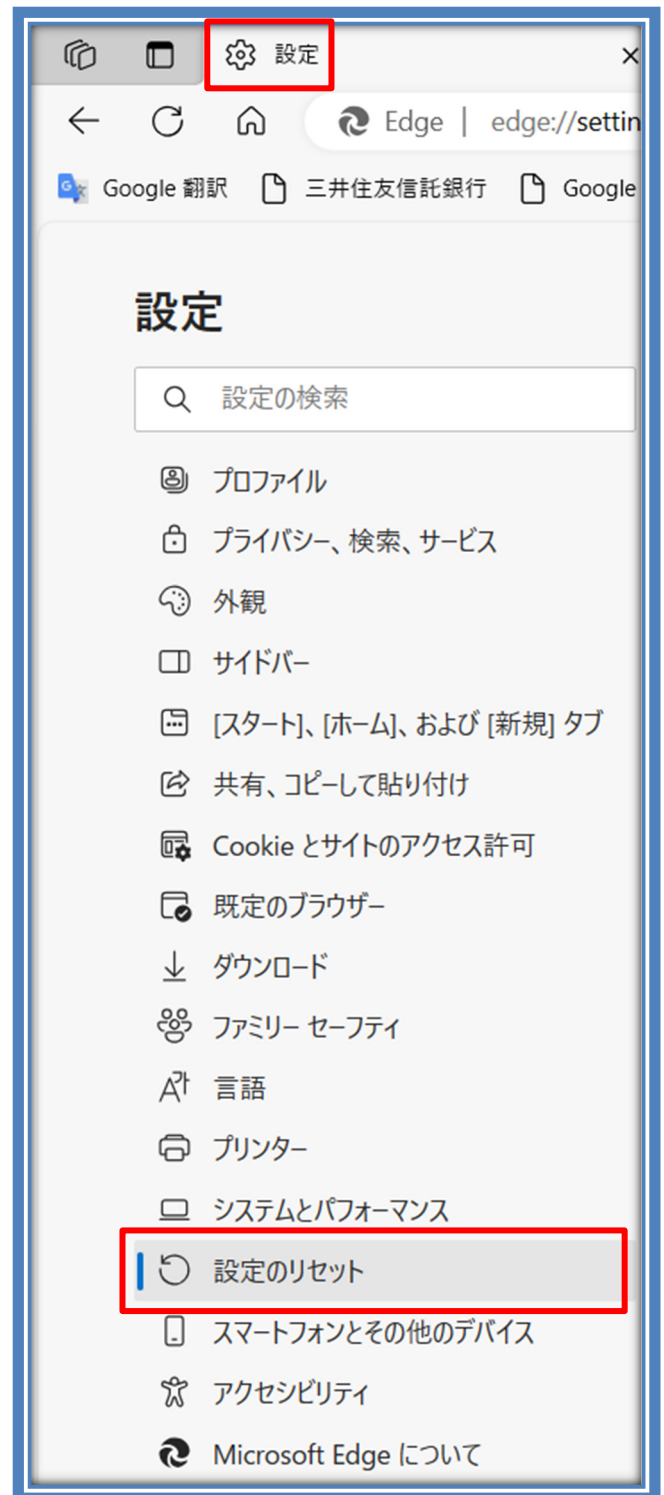 設定
Edge | edge://settin
Google 翻訳 三井住友信託銀行 Google
設定
設定の検索
プロファイル
プライバシー、検索、サービス
外観
サイドバー
[スタート]、[ホーム]、および [新規] タブ
共有、コピーして貼り付け
Cookie とサイトのアクセス許可
既定のブラウザー
ダウンロード
ファミリー セーフティ
言語
プリンター
システムとパフォーマンス
設定のリセット
スマートフォンとその他のデバイス
アクセシビリティ
Microsoft Edge について